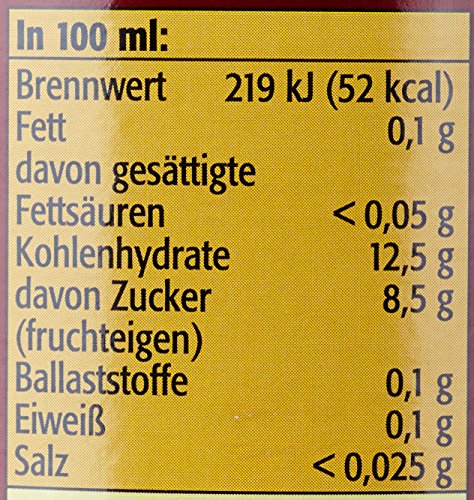 In 100 ml:
Brennwert 219 kJ (52 kcal)
Fett 0,1 g
davon gesättigte
Fettsäuren < 0,05 g
Kohlenhydrate 12,5 g
davon Zucker 8,5 g
(fruchteigen)
Ballaststoffe 0,1 g
Eiweiß 0,1 g
Salz < 0,025 g